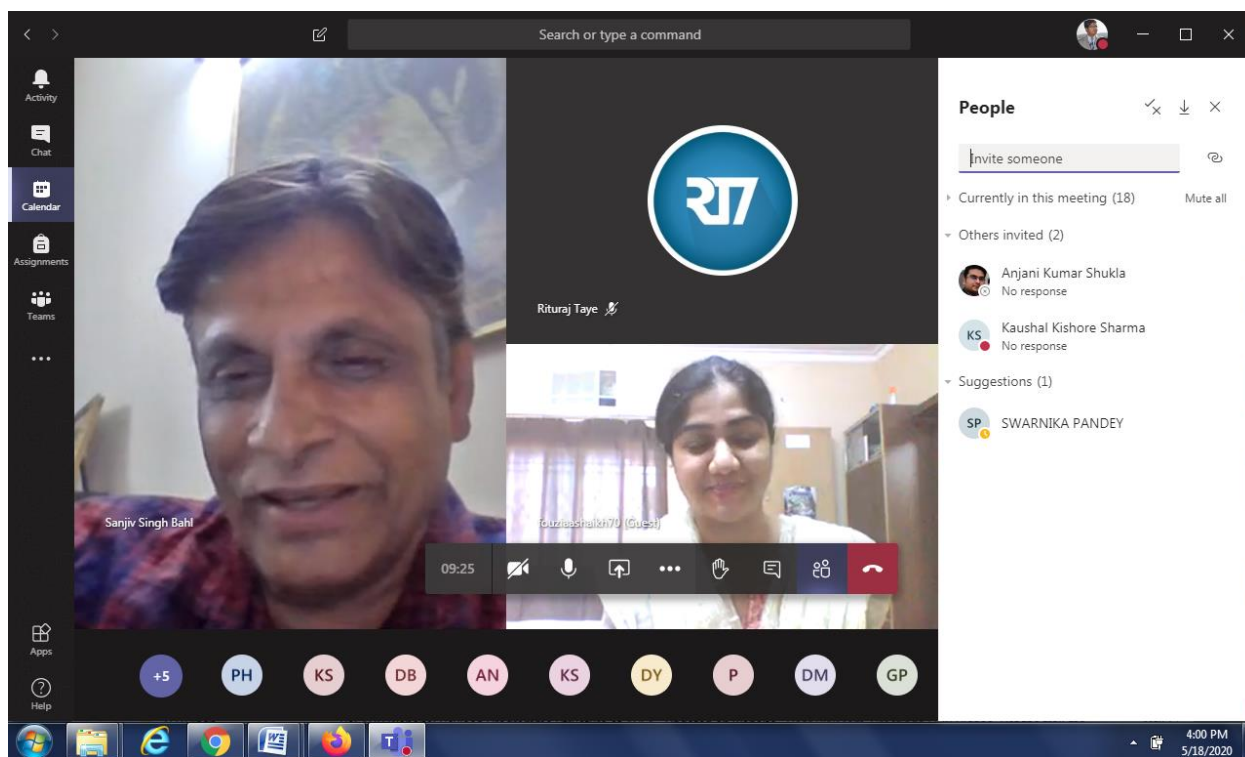 Search or type a command
Activity
Chat
Calendar
Assignments
Teams
Apps
Help
RT7
Rituraj Taye
Sanjiv Singh Bahl
fouziaashaikh70 (Guest)
09:25
+5
PH
KS
DB
AN
KS
DY
P
DM
GP
People
Invite someone
Currently in this meeting (18) Mute all
Others invited (2)
Anjani Kumar Shukla
No response
KS
Kaushal Kishore Sharma
No response
Suggestions (1)
SP
SWARNIKA PANDEY
4:00 PM
5/18/2020